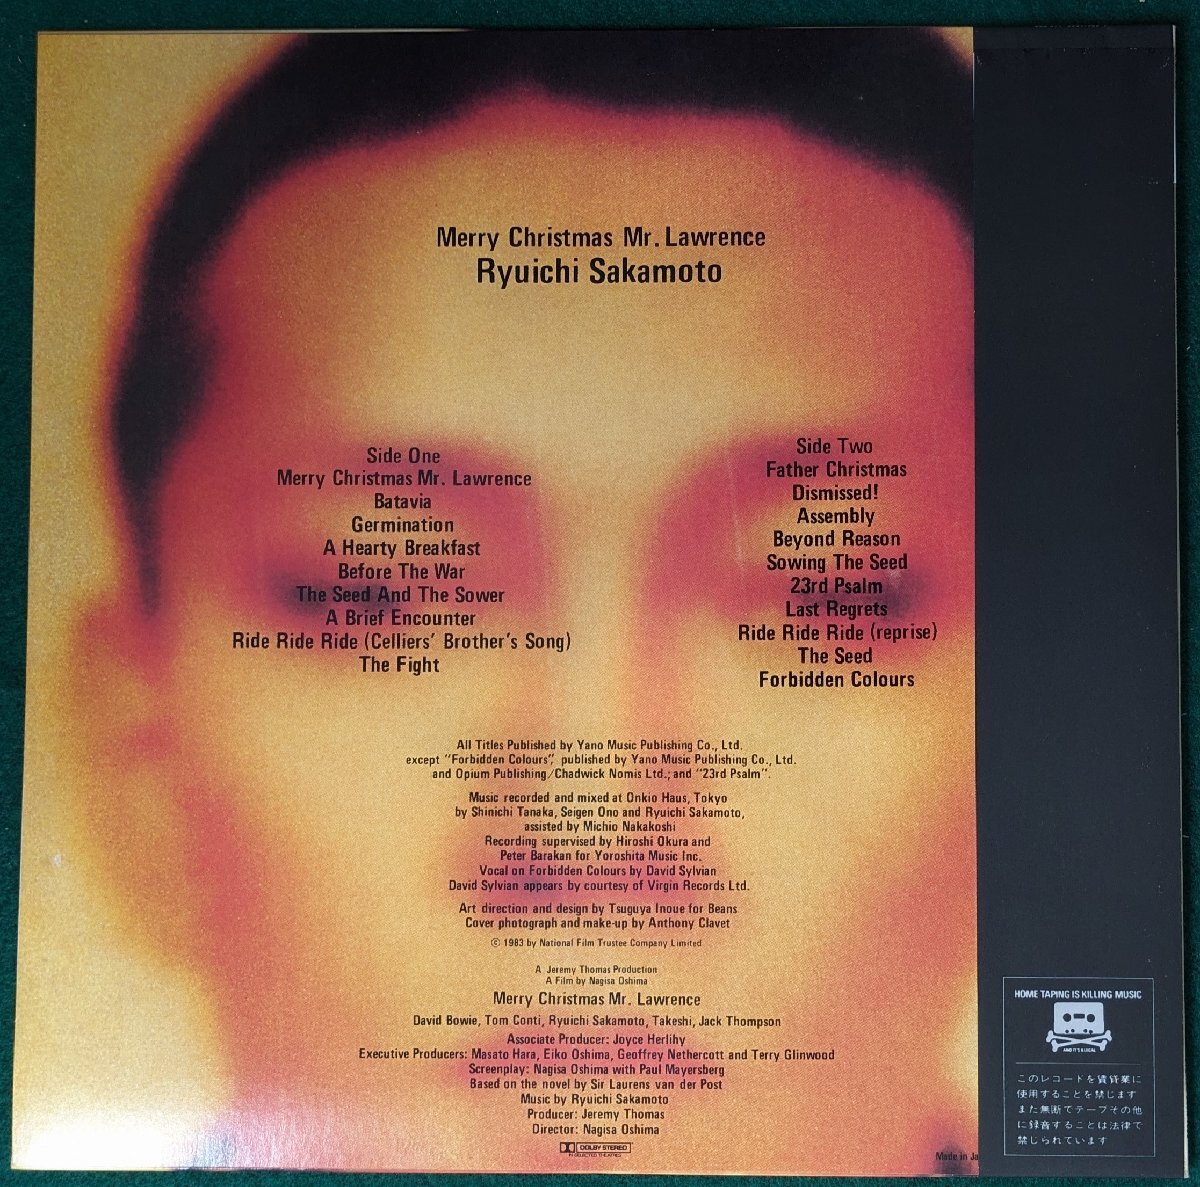 Merry Christmas Mr. Lawrence
Ryuichi Sakamoto
Side One
Merry Christmas Mr. Lawrence
Batavia
Germination
A Hearty Breakfast
Before The War
The Seed And The Sower
A Brief Encounter
Ride Ride Ride (Celliers' Brother's Song)
The Fight
Side Two
Father Christmas
Dismissed!
Assembly
Beyond Reason
Sowing The Seed
23rd Psalm
Last Regrets
Ride Ride Ride (reprise)
The Seed
Forbidden Colours
All Titles Published by Yano Music Publishing Co., Ltd.
except "Forbidden Colours", published by Yano Music Publishing Co., Ltd.
and Opium Publishing/Chadwick Nomis Ltd.; and "23rd Psalm".
Music recorded and mixed at Onkio Haus, Tokyo
by Shinichi Tanaka, Seigen Ono and Ryuichi Sakamoto,
assisted by Michio Nakakoshi
Recording supervised by Hiroshi Okura and
Peter Barakan for Yoroshita Music Inc.
Vocal on Forbidden Colours by David Sylvian
David Sylvian appears by courtesy of Virgin Records Ltd.
Art direction and design by Tsuguya Inoue for Beans
Cover photograph and make-up by Anthony Clavet
© 1983 by National Film Trustee Company Limited
A Jeremy Thomas Production
A Film by Nagisa Oshima
Merry Christmas Mr. Lawrence
David Bowie, Tom Conti, Ryuichi Sakamoto, Takeshi, Jack Thompson
Associate Producer: Joyce Herlihy
Executive Producers: Masato Hara, Eiko Oshima, Geoffrey Nethercott and Terry Glinwood
Screenplay: Nagisa Oshima with Paul Mayersberg
Based on the novel by Sir Laurens van der Post
Music by Ryuichi Sakamoto
Producer: Jeremy Thomas
Director: Nagisa Oshima
DOLBY STEREO
IN SELECTED THEATRES
Made in Ja
HOME TAPING IS KILLING MUSIC
AND IT'S ILLEGAL
このレコードを賃貸業に
使用することを禁じます
また無断でテープその他
に録音することは法律で
禁じられています